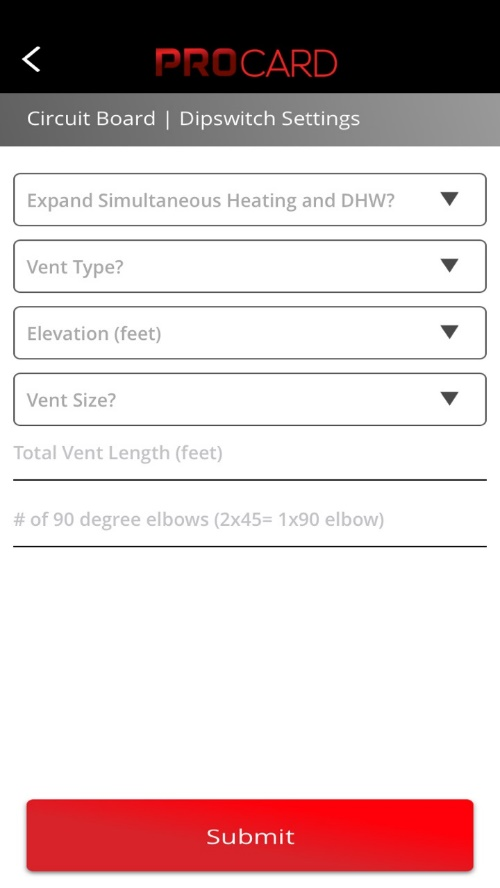 PROCARD
Circuit Board | Dipswitch Settings
Expand Simultaneous Heating and DHW?
Vent Type?
Elevation (feet)
Vent Size?
Total Vent Length (feet)
# of 90 degree elbows (2x45= 1x90 elbow)
Submit